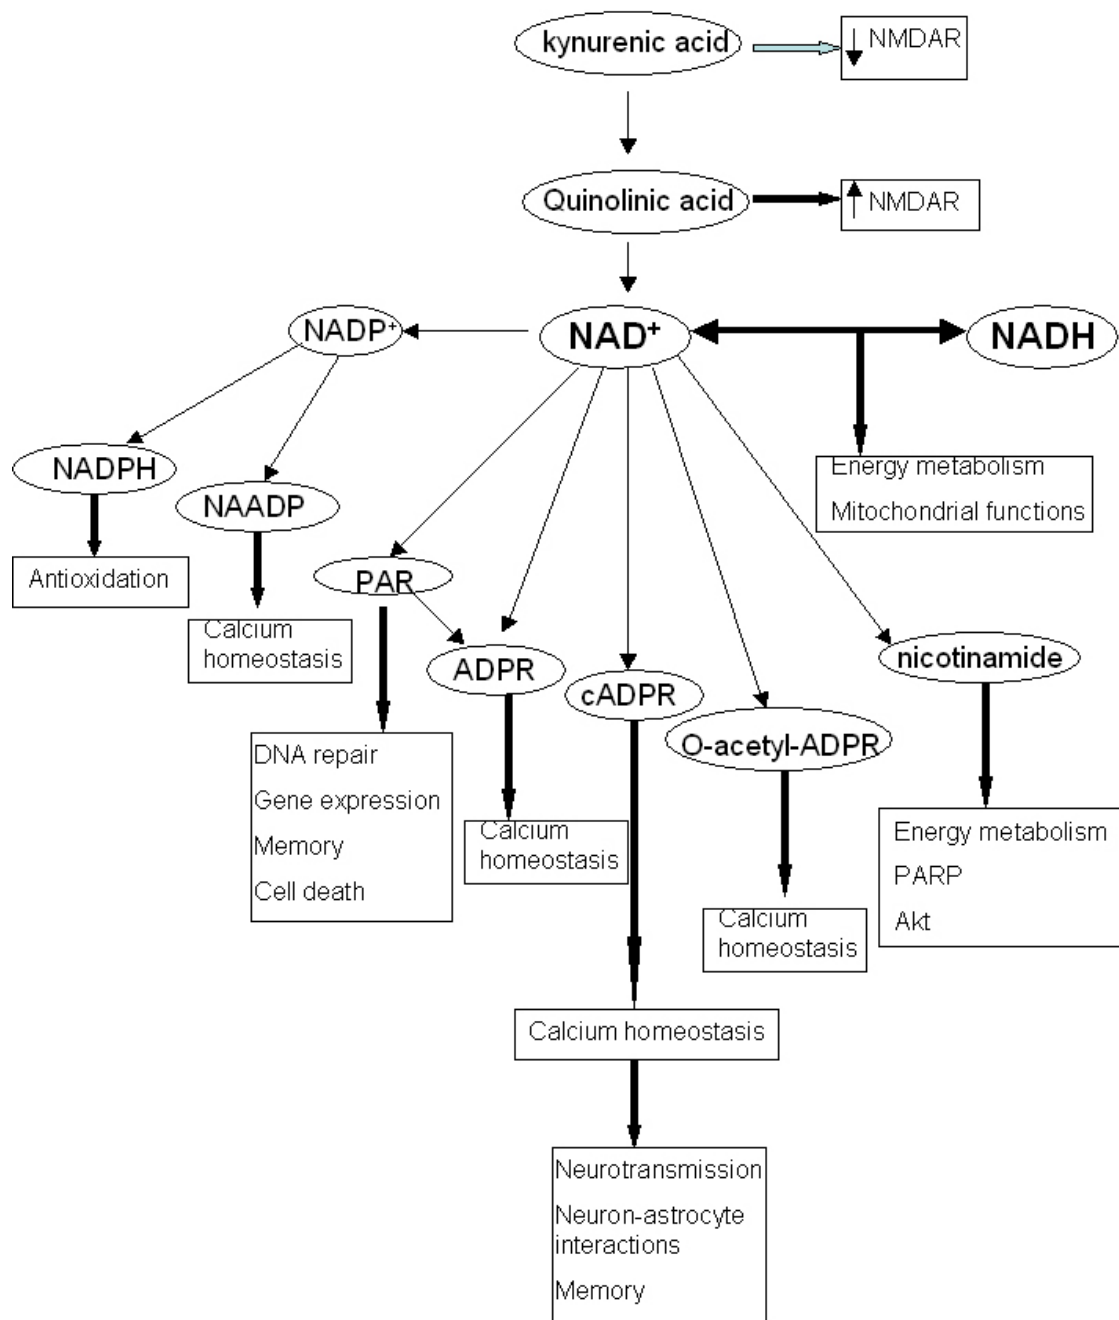 kynurenic acid
NMDAR
Quinolinic acid
NMDAR
NADP+
NAD+
NADH
NADPH
NAADP
Energy metabolism
Mitochondrial functions
Antioxidation
PAR
Calcium
homeostasis
ADPR
cADPR
nicotinamide
O-acetyl-ADPR
DNA repair
Gene expression
Memory
Cell death
Calcium
homeostasis
Energy metabolism
PARP
Akt
Calcium
homeostasis
Calcium homeostasis
Neurotransmission
Neuron-astrocyte
interactions
Memory